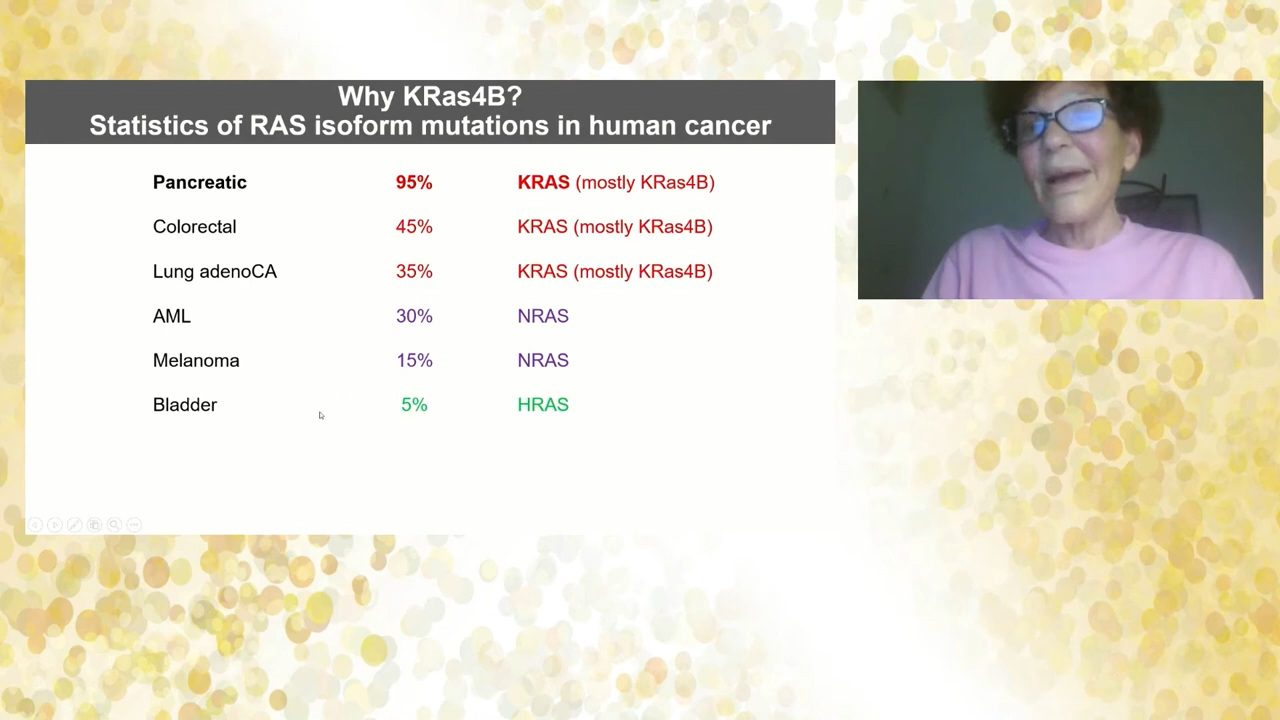 Why KRas4B?
Statistics of RAS isoform mutations in human cancer
Pancreatic 95% KRAS (mostly KRas4B)
Colorectal 45% KRAS (mostly KRas4B)
Lung adenoCA 35% KRAS (mostly KRas4B)
AML 30% NRAS
Melanoma 15% NRAS
Bladder 5% HRAS